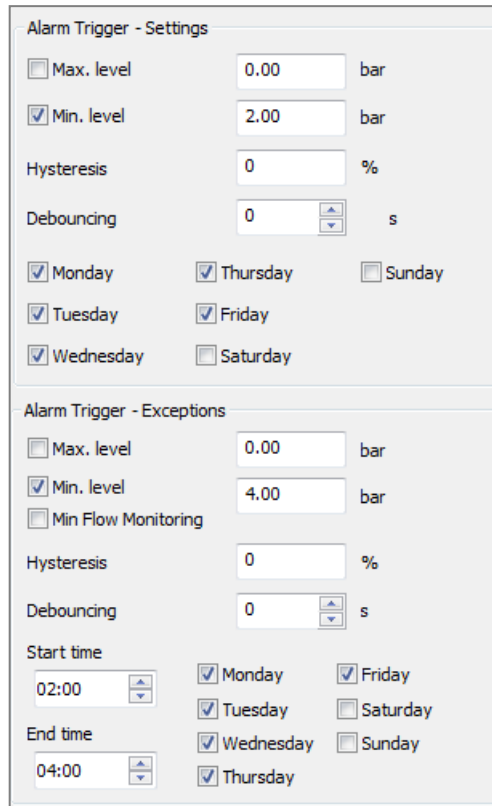 Alarm Trigger - Settings
Max. level 0.00 bar
Min. level 2.00 bar
Hysteresis 0 %
Debouncing 0 s
Monday Thursday Sunday
Tuesday Friday
Wednesday Saturday
Alarm Trigger - Exceptions
Max. level 0.00 bar
Min. level 4.00 bar
Min Flow Monitoring
Hysteresis 0 %
Debouncing 0 s
Start time
02:00
End time
04:00
Monday Friday
Tuesday Saturday
Wednesday Sunday
Thursday